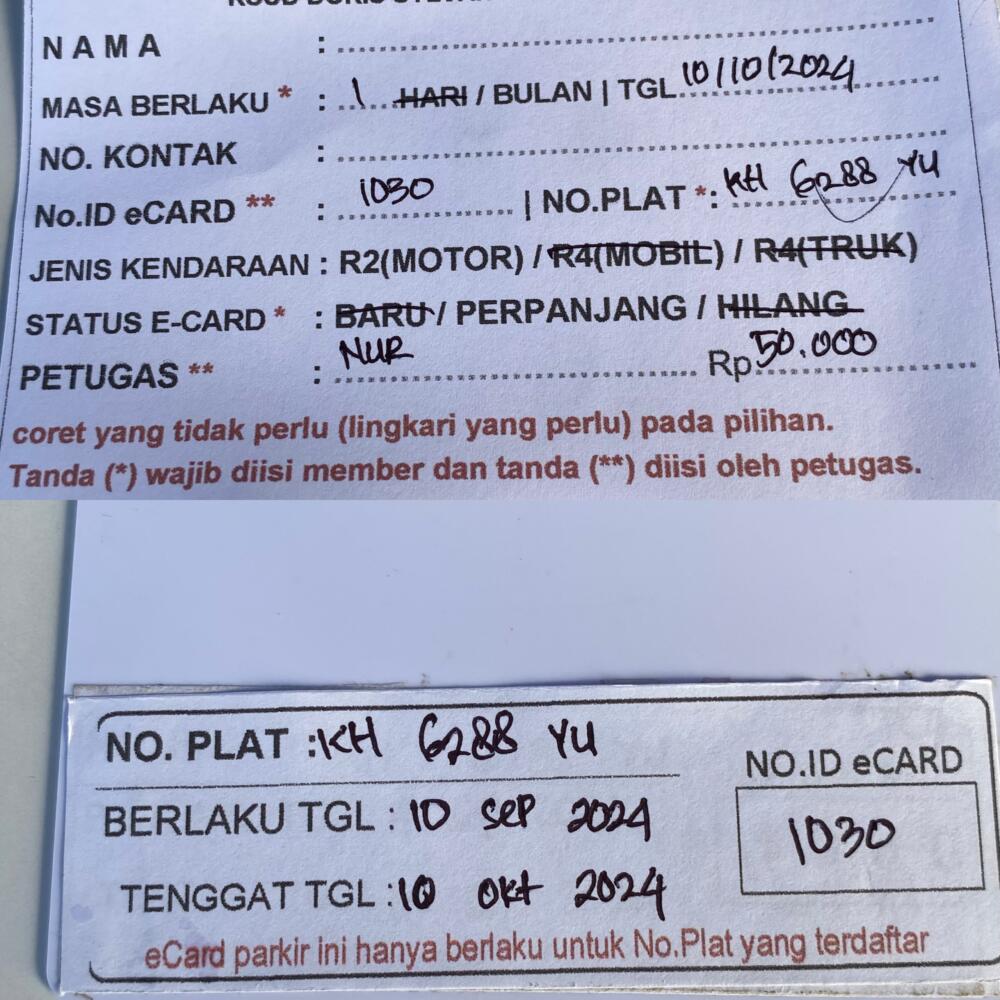 NAMA : 
MASA BERLAKU * : 1 HARI / BULAN | TGL. 10/10/2024
NO. KONTAK :
No.ID eCARD ** : 1030 | NO.PLAT *: KH 6288 YU
JENIS KENDARAAN : R2(MOTOR) / R4(MOBIL) / R4(TRUK)
STATUS E-CARD * : BARU / PERPANJANG / HILANG
PETUGAS ** : NUR Rp 50.000
coret yang tidak perlu (lingkari yang perlu) pada pilihan.
Tanda (*) wajib diisi member dan tanda (**) diisi oleh petugas.
NO. PLAT : KH 6288 YU
NO.ID eCARD
BERLAKU TGL : 10 SEP 2024
1030
TENGGAT TGL : 10 OKt 2024
eCard parkir ini hanya berlaku untuk No.Plat yang terdaftar